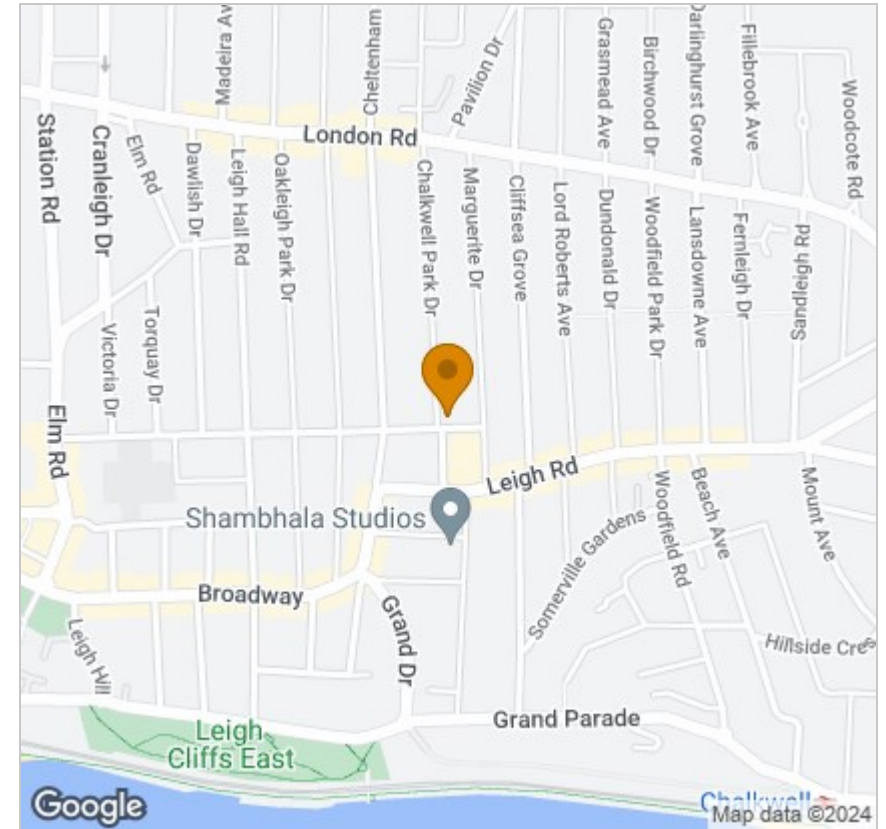 Madeira Av
Cheltenham
Pavilion Dr
Grasmead Ave
Birchwood Dr
Darlinghurst Grove
Fillebrook Ave
Woodcote Rd
London Rd
Station Rd
Cranleigh Dr
Elm Rd
Dawlish Dr
Leigh Hall Rd
Oakleigh Park Dr
Chalkwell Park Dr
Marguerite Dr
Cliffsea Grove
Lord Roberts Ave
Dundonald Dr
Woodfield Park Dr
Lansdowne Ave
Fernleigh Dr
Sandleigh Rd
Victoria Dr
Torquay Dr
Elm Rd
Leigh Rd
Shambhala Studios
Somerville Gardens
Woodfield Rd
Beach Ave
Mount Ave
Broadway
Grand Dr
Leigh Hill
Hillside Cres
Grand Parade
Leigh
Cliffs East
Chalkwell
Google
Map data ©2024